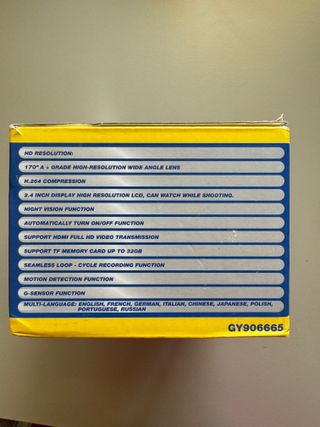 HD RESOLUTION:
170° A + GRADE HIGH-RESOLUTION WIDE ANGLE LENS
H.264 COMPRESSION
2.4 INCH DISPLAY HIGH RESOLUTION LCD, CAN WATCH WHILE SHOOTING.
NIGHT VISION FUNCTION
AUTOMATICALLY TURN ON/OFF FUNCTION
SUPPORT HDMI FULL HD VIDEO TRANSMISSION
SUPPORT TF MEMORY CARD UP TO 32GB
SEAMLESS LOOP - CYCLE RECORDING FUNCTION
MOTION DETECTION FUNCTION
G-SENSOR FUNCTION
MULTI-LANGUAGE: ENGLISH, FRENCH, GERMAN, ITALIAN, CHINESE, JAPANESE, POLISH,
PORTUGUESE, RUSSIAN
GY906665